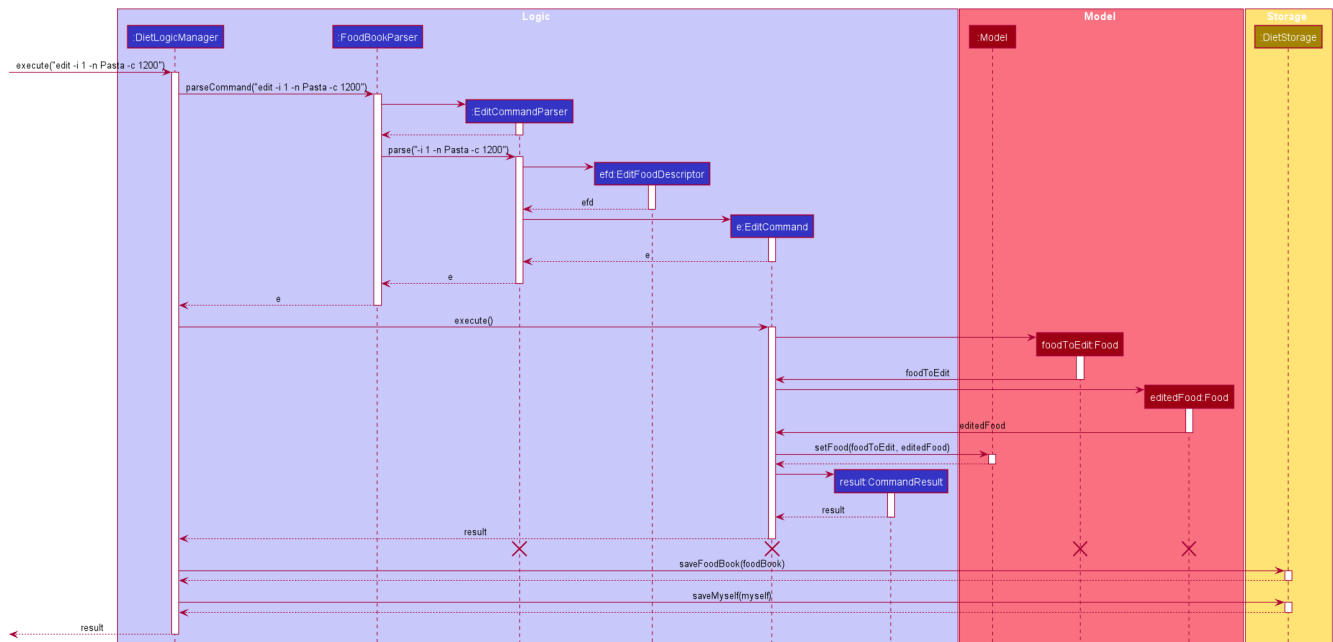 Logic
Model
Storage
:DietLogicManager
:FoodBookParser
:Model
:DietStorage
execute("edit -i 1 -n Pasta -c 1200")
parseCommand("edit -i 1 -n Pasta -c 1200")
:EditCommandParser
parse("-i 1 -n Pasta -c 1200")
efd:EditFoodDescriptor
efd
e:EditCommand
e
e
e
execute()
foodToEdit:Food
foodToEdit
editedFood:Food
editedFood
setFood(foodToEdit, editedFood)
result:CommandResult
result
result
saveFoodBook(foodBook)
saveMyself(myself)
result